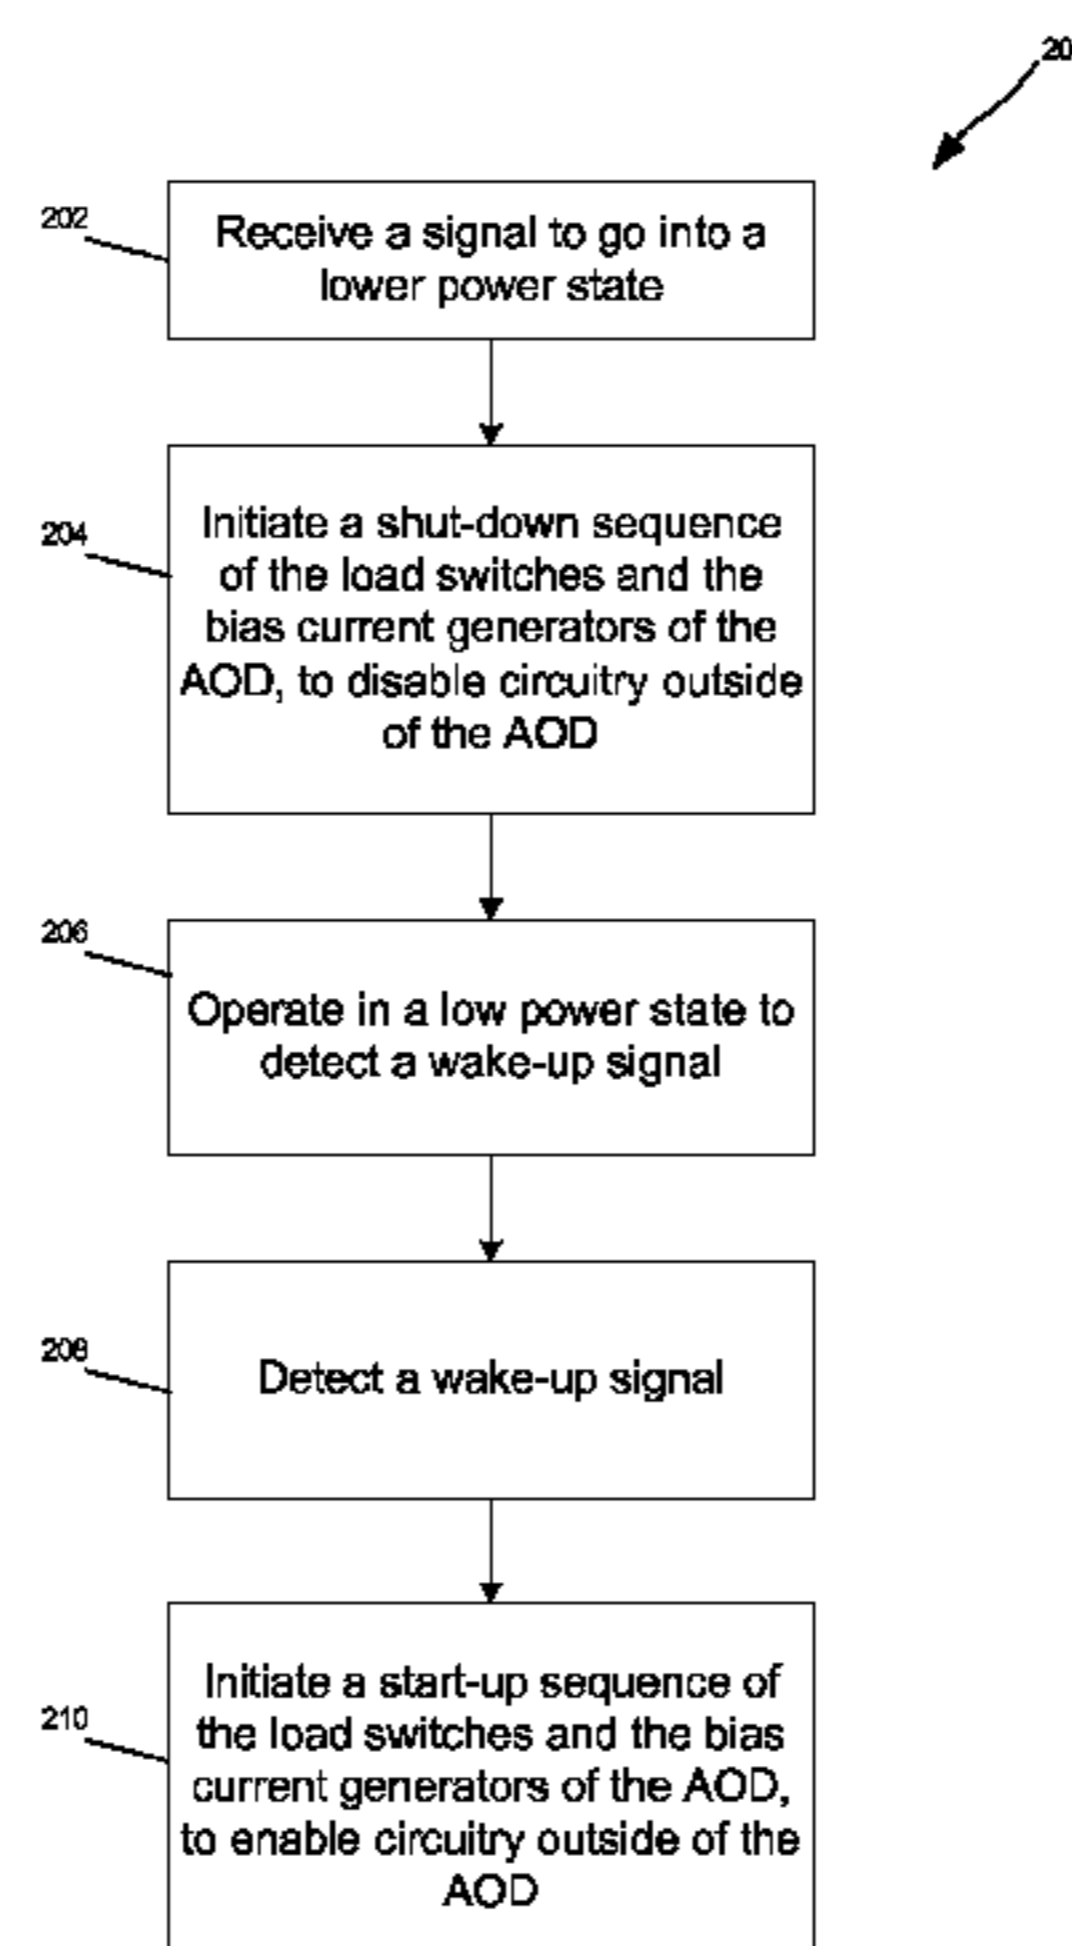 20
202
Receive a signal to go into a
lower power state
204
Initiate a shut-down sequence
of the load switches and the
bias current generators of the
AOD, to disable circuitry outside
of the AOD
206
Operate in a low power state to
detect a wake-up signal
208
Detect a wake-up signal
210
Initiate a start-up sequence of
the load switches and the bias
current generators of the AOD,
to enable circuitry outside of the
AOD